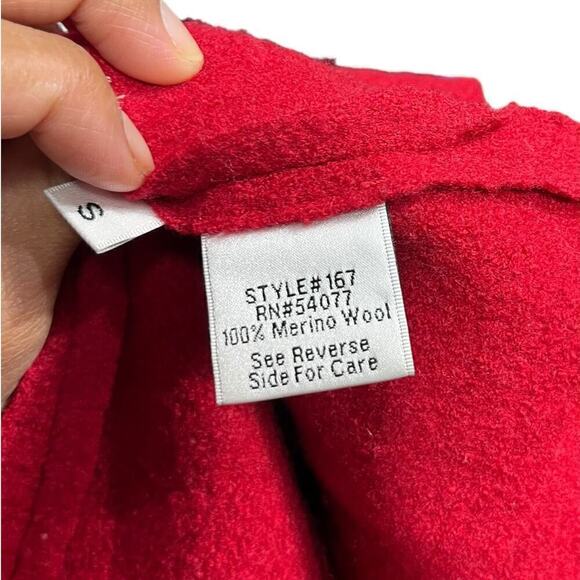 S
STYLE#167
RN#54077
100% Merino Wool
See Reverse
Side For Care